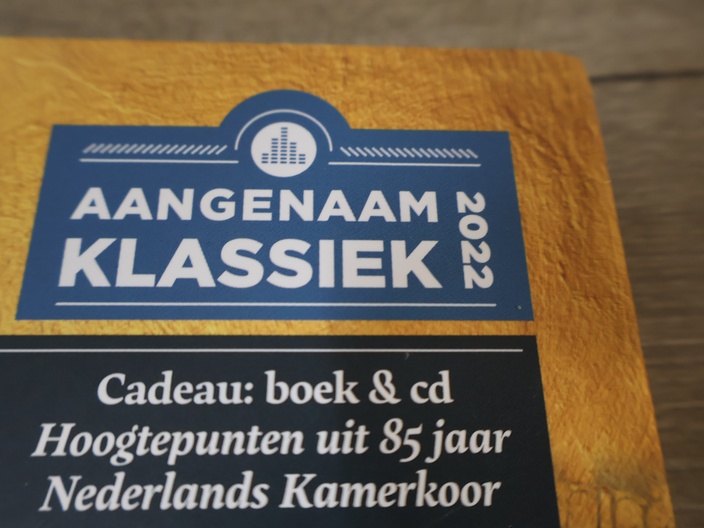 AANGENAAM
KLASSIEK
2022
Cadeau: boek & cd
Hoogtepunten uit 85 jaar
Nederlands Kamerkoor